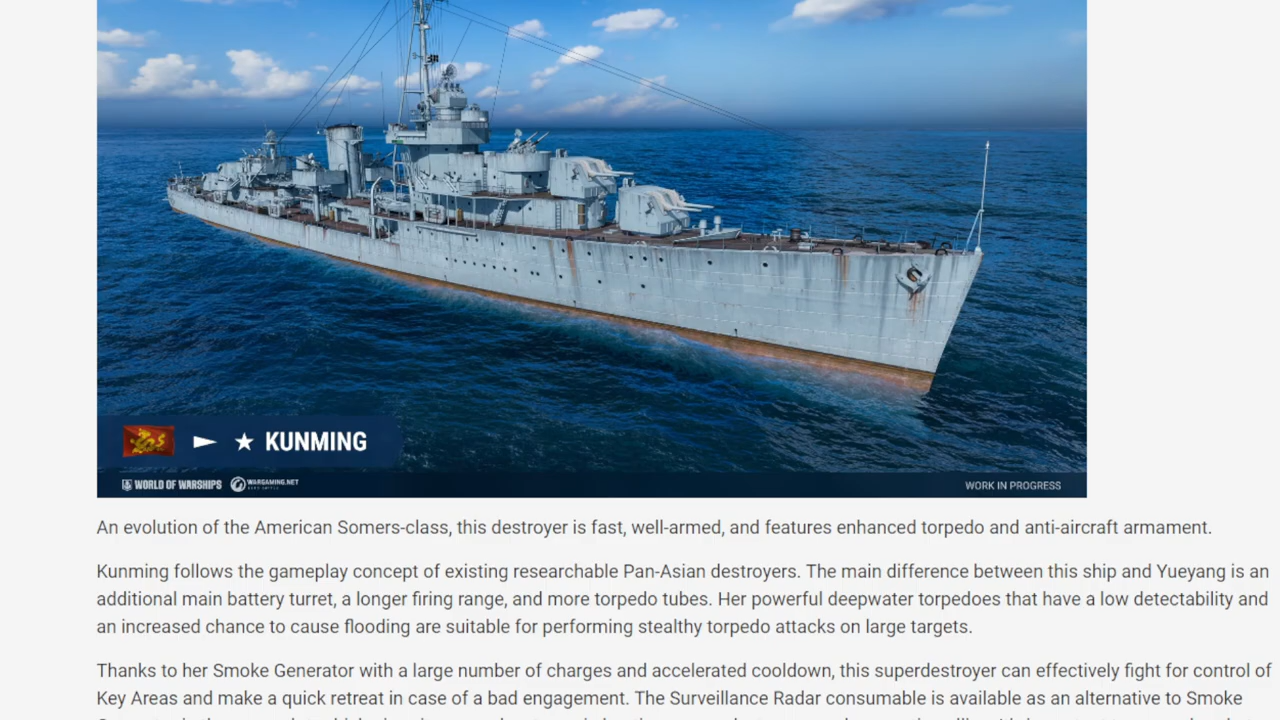 ★ KUNMING
WORLD OF WARSHIPS WARGAMING.NET
WORK IN PROGRESS
An evolution of the American Somers-class, this destroyer is fast, well-armed, and features enhanced torpedo and anti-aircraft armament.
Kunming follows the gameplay concept of existing researchable Pan-Asian destroyers. The main difference between this ship and Yueyang is an
additional main battery turret, a longer firing range, and more torpedo tubes. Her powerful deepwater torpedoes that have a low detectability and
an increased chance to cause flooding are suitable for performing stealthy torpedo attacks on large targets.
Thanks to her Smoke Generator with a large number of charges and accelerated cooldown, this superdestroyer can effectively fight for control of
Key Areas and make a quick retreat in case of a bad engagement. The Surveillance Radar consumable is available as an alternative to Smoke